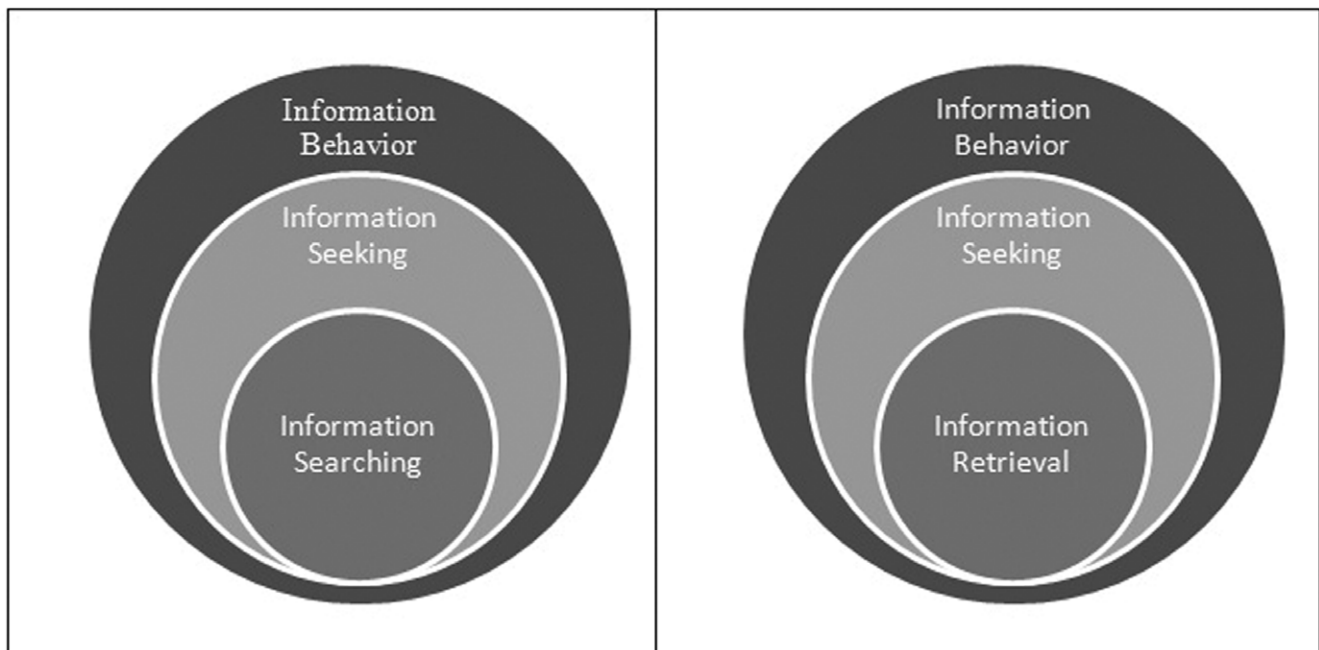 Information
Behavior
Information
Seeking
Information
Searching
Information
Behavior
Information
Seeking
Information
Retrieval